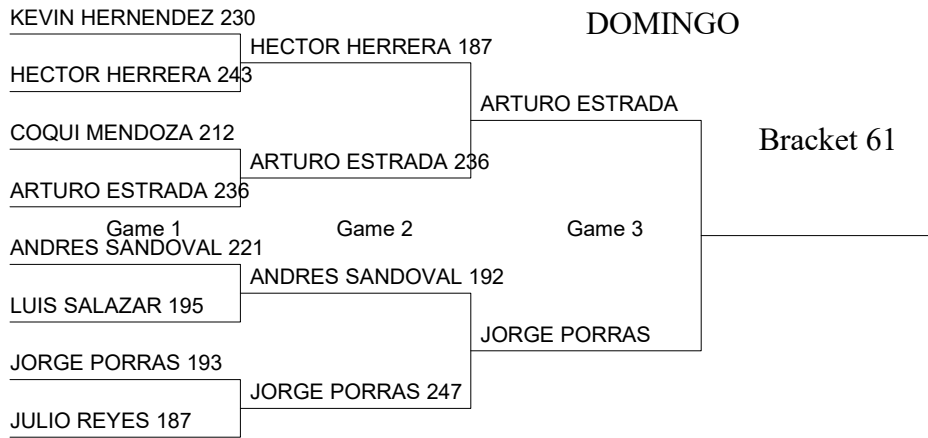 KEVIN HERNENDEZ 230
HECTOR HERRERA 187
DOMINGO
HECTOR HERRERA 243
ARTURO ESTRADA
COQUI MENDOZA 212
Bracket 61
ARTURO ESTRADA 236
ARTURO ESTRADA 236
Game 1
Game 2
Game 3
ANDRES SANDOVAL 221
ANDRES SANDOVAL 192
LUIS SALAZAR 195
JORGE PORRAS
JORGE PORRAS 193
JORGE PORRAS 247
JULIO REYES 187